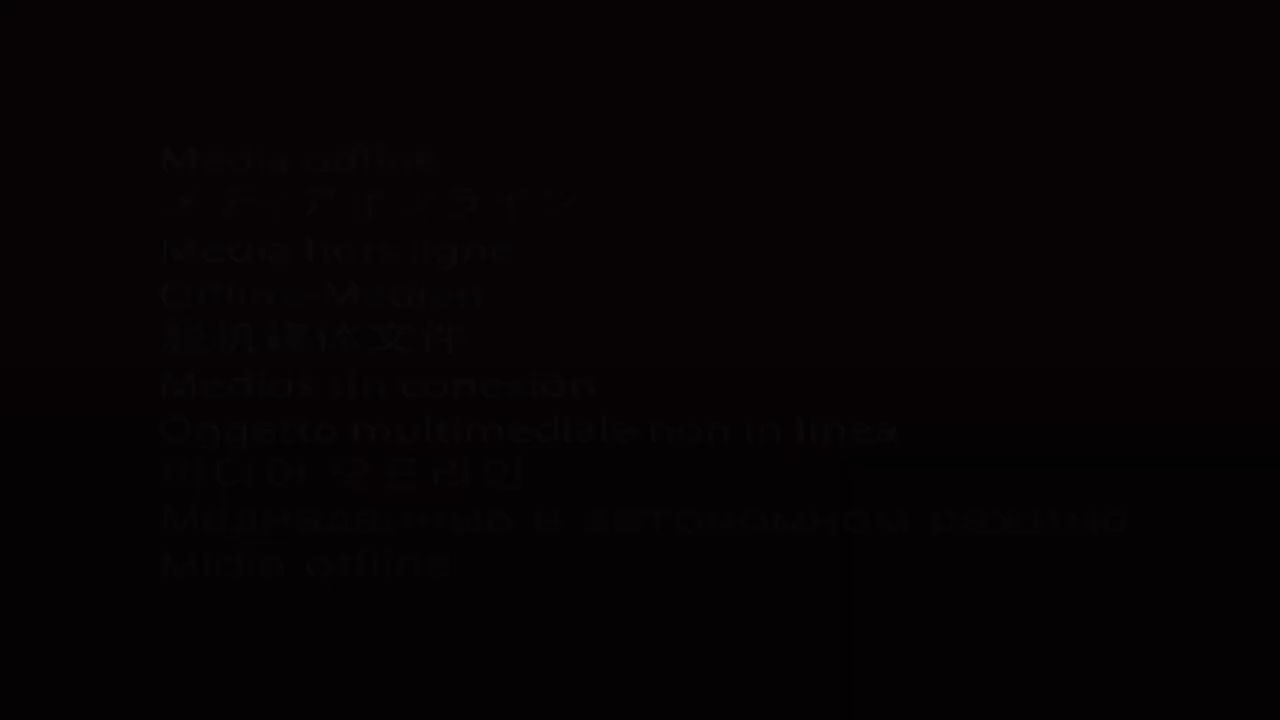 Media offline
メディアオフライン
Média hors ligne
Offline-Medien
脱机媒体文件
Medios sin conexión
Oggetto multimediale non in linea
미디어 오프라인
Медиаданные в автономном режиме
Mídia offline